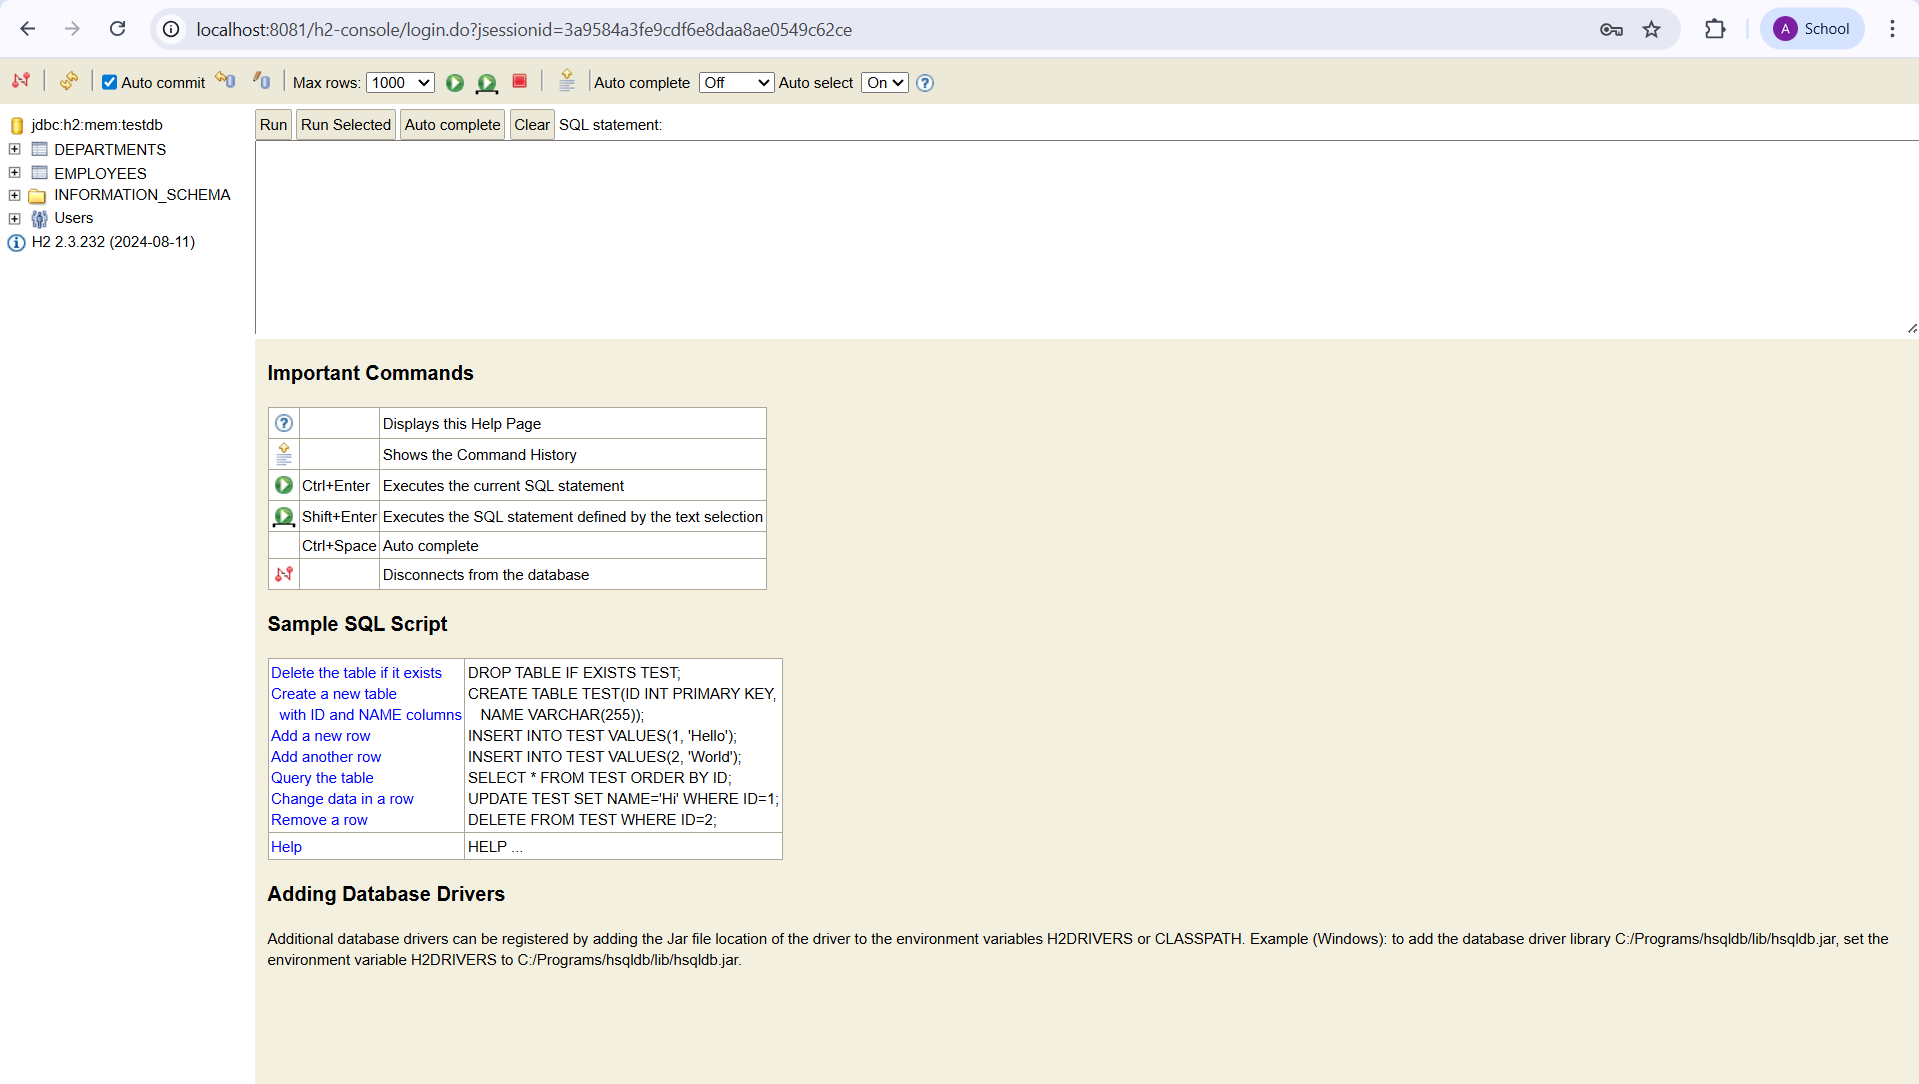 localhost:8081/h2-console/login.do?jsessionid=3a9584a3fe9cdf6e8daa8ae0549c62ce
A School
Auto commit Max rows: 1000 Auto complete Off Auto select On
jdbc:h2:mem:testdb
DEPARTMENTS
EMPLOYEES
INFORMATION_SCHEMA
Users
H2 2.3.232 (2024-08-11)
Run Run Selected Auto complete Clear SQL statement:
Important Commands
Displays this Help Page
Shows the Command History
Ctrl+Enter Executes the current SQL statement
Shift+Enter Executes the SQL statement defined by the text selection
Ctrl+Space Auto complete
Disconnects from the database
Sample SQL Script
Delete the table if it exists DROP TABLE IF EXISTS TEST;
Create a new table CREATE TABLE TEST(ID INT PRIMARY KEY,
with ID and NAME columns NAME VARCHAR(255));
Add a new row INSERT INTO TEST VALUES(1, 'Hello');
Add another row INSERT INTO TEST VALUES(2, 'World');
Query the table SELECT * FROM TEST ORDER BY ID;
Change data in a row UPDATE TEST SET NAME='Hi' WHERE ID=1;
Remove a row DELETE FROM TEST WHERE ID=2;
Help HELP ...
Adding Database Drivers
Additional database drivers can be registered by adding the Jar file location of the driver to the environment variables H2DRIVERS or CLASSPATH. Example (Windows): to add the database driver library C:/Programs/hsqldb/lib/hsqldb.jar, set the
environment variable H2DRIVERS to C:/Programs/hsqldb/lib/hsqldb.jar.